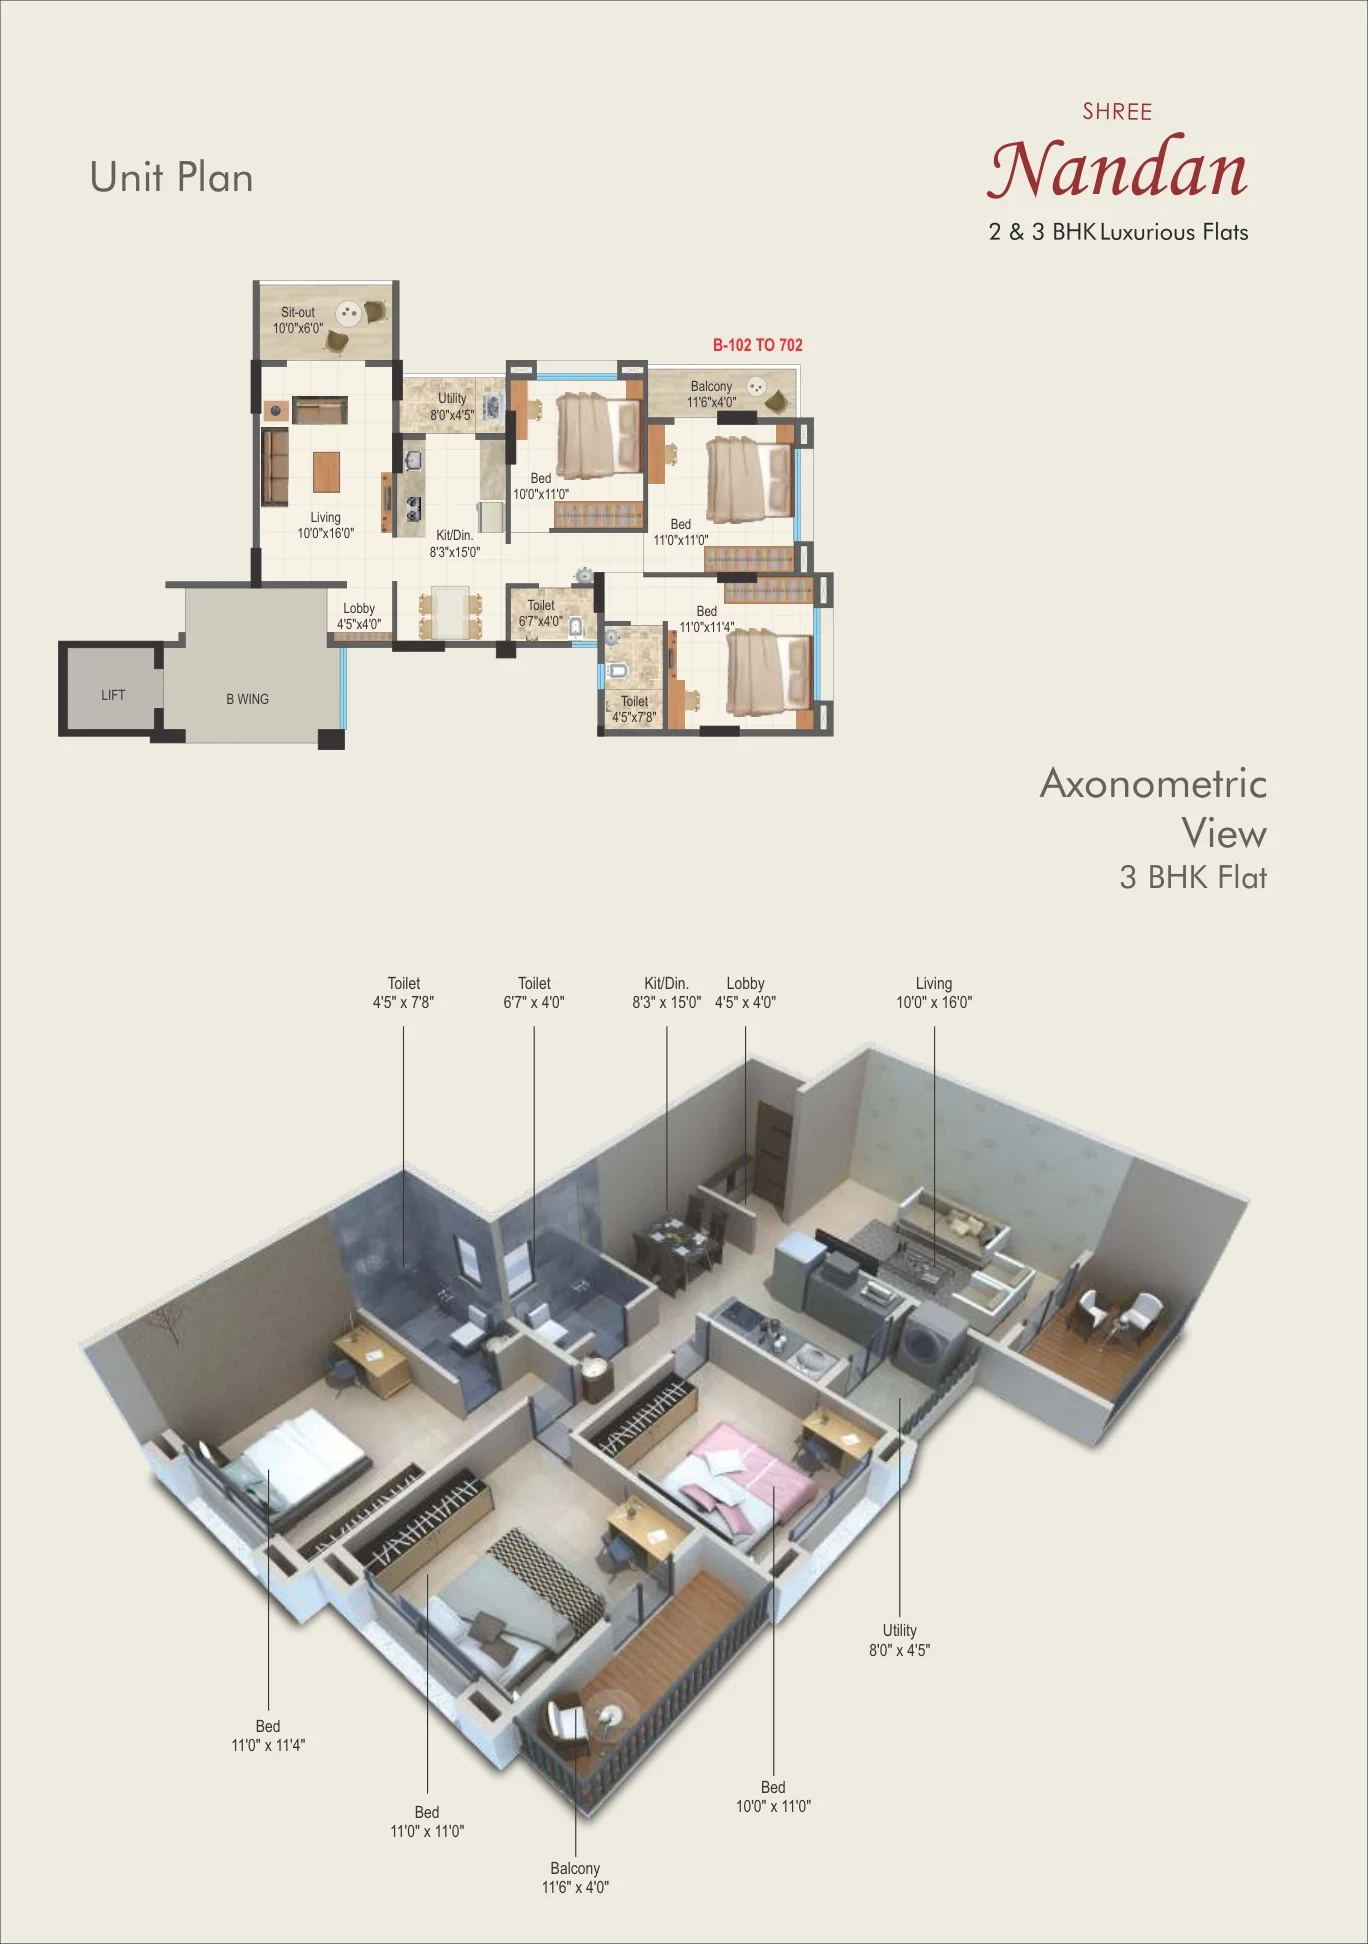 SHREE
Nandan
2 & 3 BHK Luxurious Flats
Unit Plan
Sit-out
10'0"x6'0"
B-102 TO 702
Utility
8'0"x4'5"
Balcony
11'6"x4'0"
Bed
10'0"x11'0"
Living
10'0"x16'0"
Kit/Din.
8'3"x15'0"
Bed
11'0"x11'0"
Lobby
4'5"x4'0"
Toilet
6'7"x4'0"
Bed
11'0"x11'4"
LIFT
B WING
Toilet
4'5"x7'8"
Axonometric
View
3 BHK Flat
Toilet
4'5" x 7'8"
Toilet
6'7" x 4'0"
Kit/Din.
8'3" x 15'0"
Lobby
4'5" x 4'0"
Living
10'0" x 16'0"
Utility
8'0" x 4'5"
Bed
11'0" x 11'4"
Bed
10'0" x 11'0"
Bed
11'0" x 11'0"
Balcony
11'6" x 4'0"